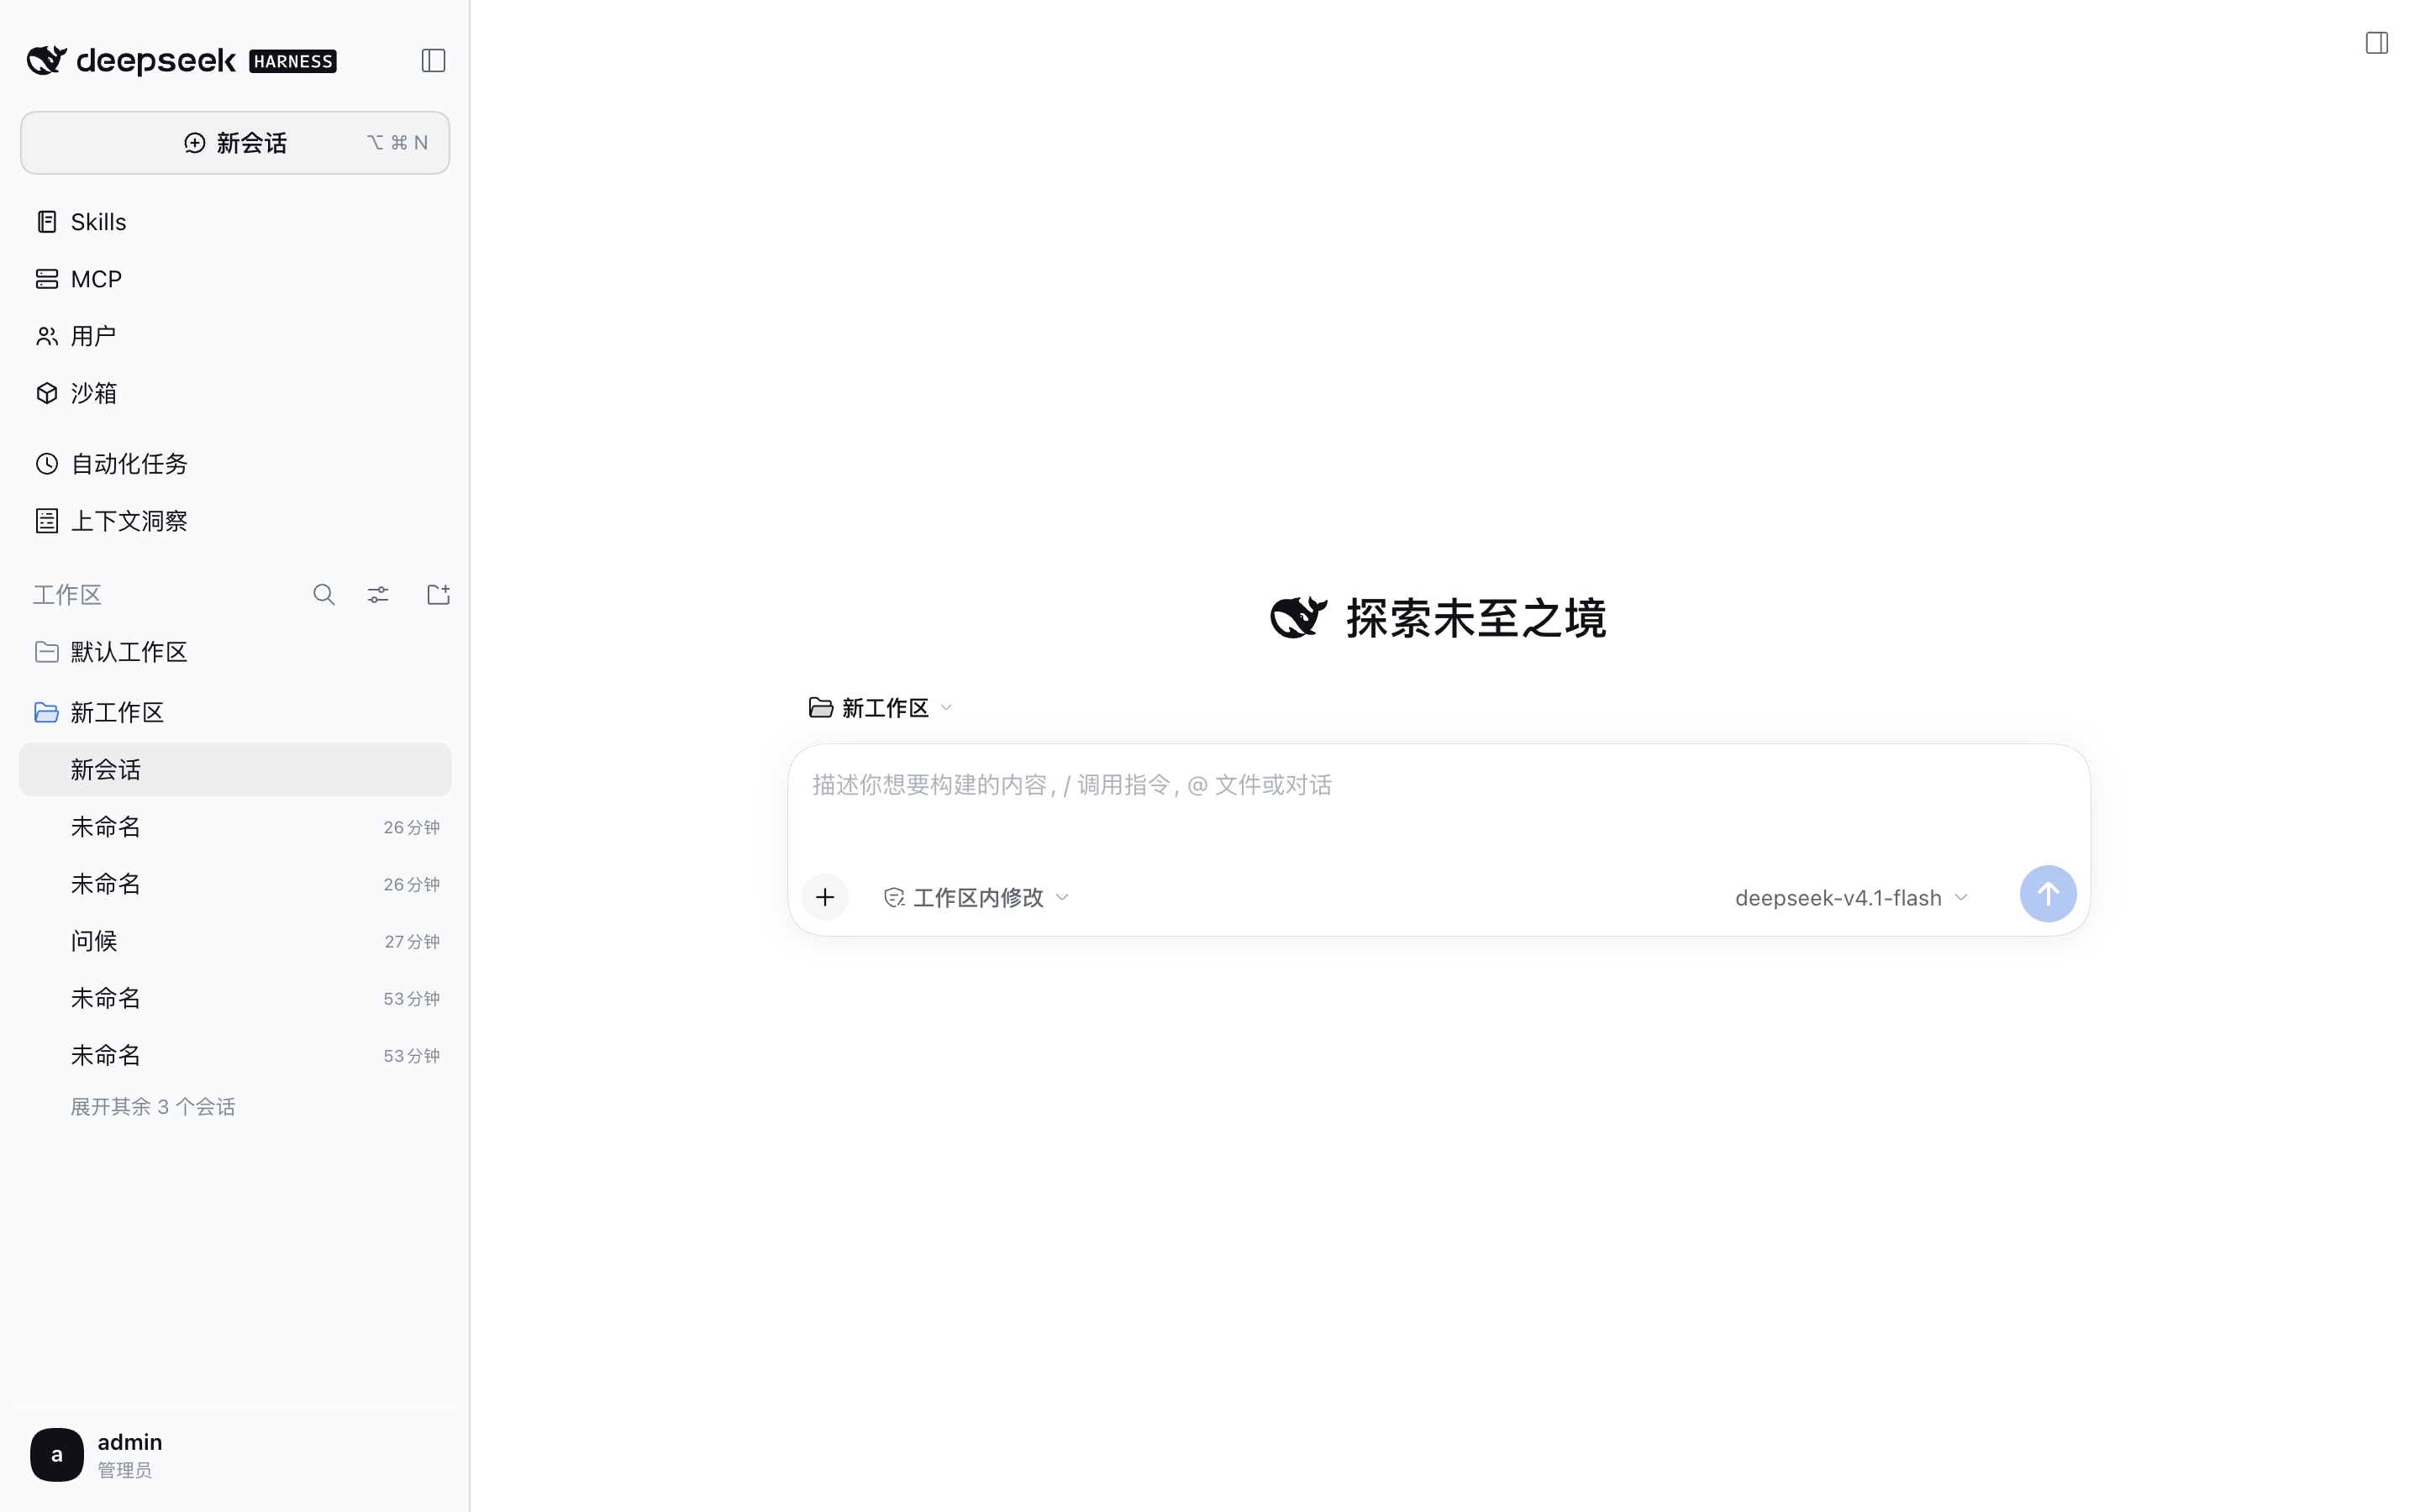 deepseek HARNESS
新会话 ⌥ ⌘ N
Skills
MCP
用户
沙箱
自动化任务
上下文洞察
工作区
默认工作区
新工作区
新会话
未命名 26分钟
未命名 26分钟
问候 27分钟
未命名 53分钟
未命名 53分钟
展开其余 3 个会话
a
admin
管理员
探索未至之境
新工作区
描述你想要构建的内容, / 调用指令, @ 文件或对话
工作区内修改
deepseek-v4.1-flash